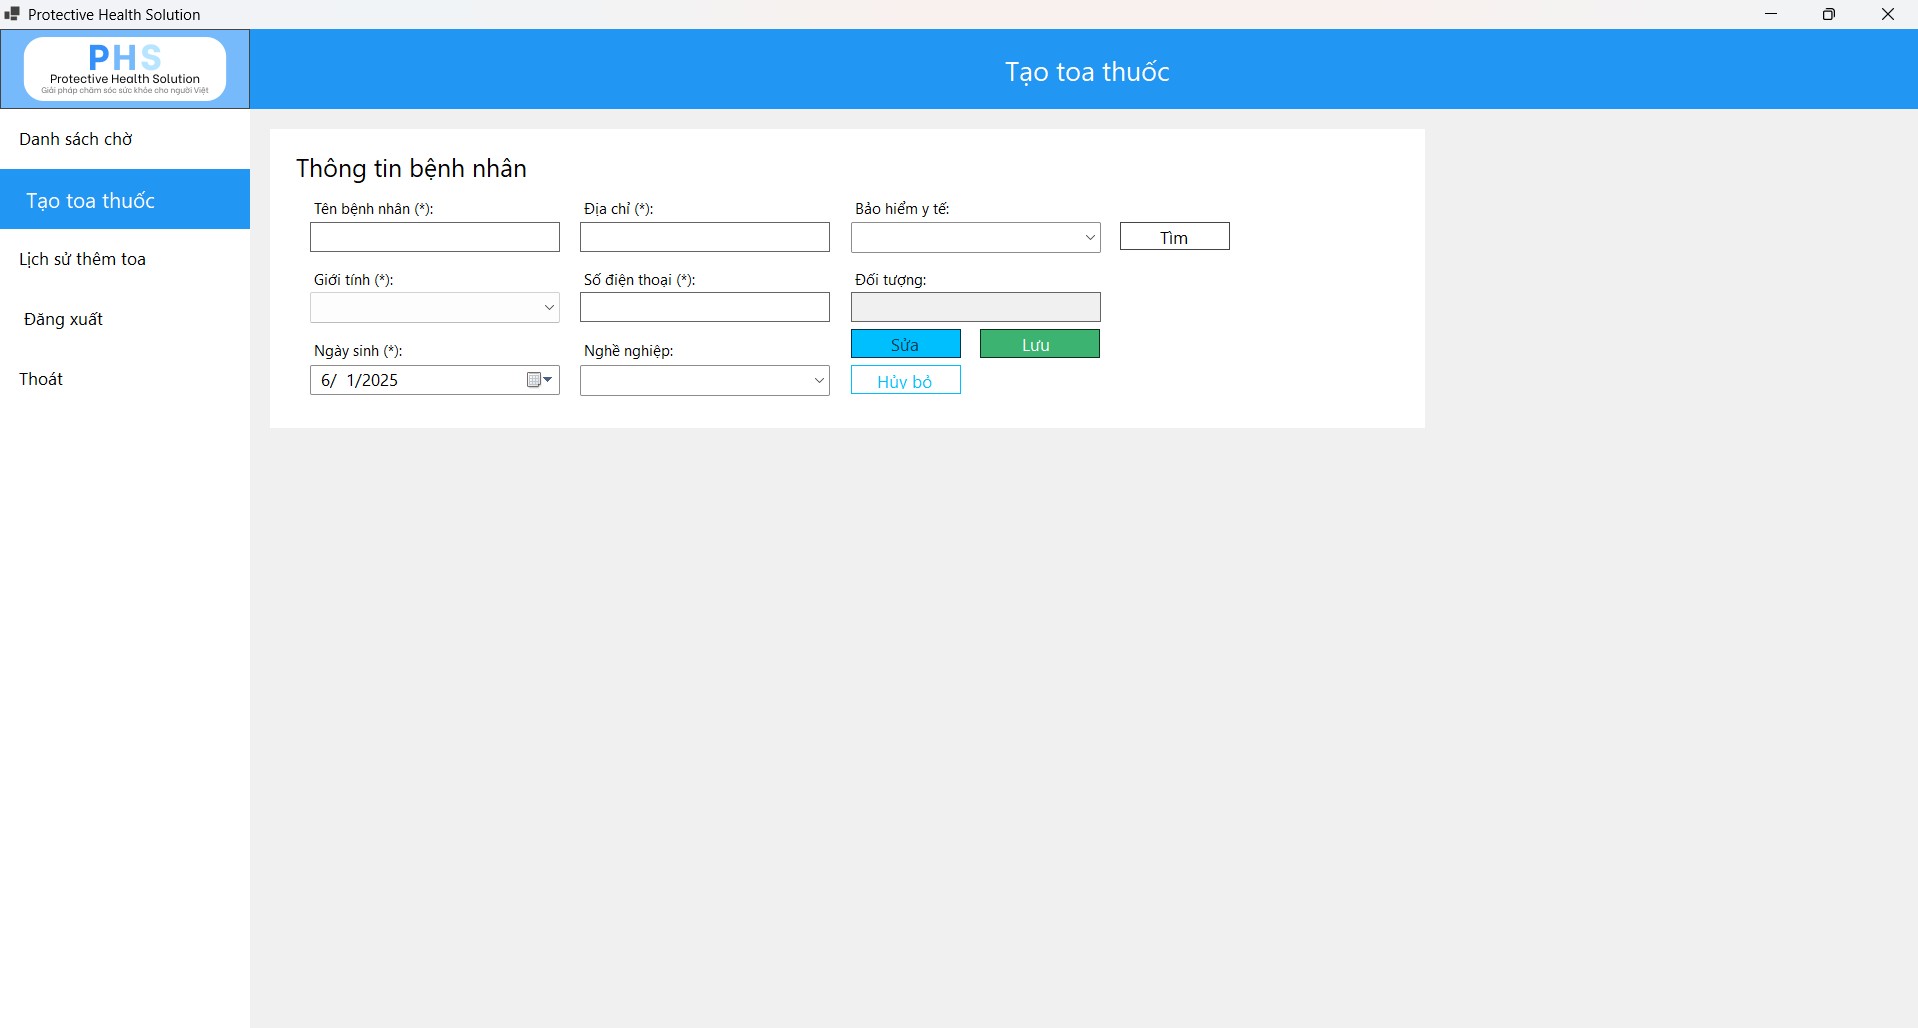 Protective Health Solution
PHS
Protective Health Solution
Giải pháp chăm sóc sức khỏe cho người Việt
Tạo toa thuốc
Danh sách chờ
Tạo toa thuốc
Lịch sử thêm toa
Đăng xuất
Thoát
Thông tin bệnh nhân
Tên bệnh nhân (*):
Địa chỉ (*):
Bảo hiểm y tế:
Tìm
Giới tính (*):
Số điện thoại (*):
Đối tượng:
Sửa
Lưu
Ngày sinh (*):
Nghề nghiệp:
6/ 1/2025
Hủy bỏ